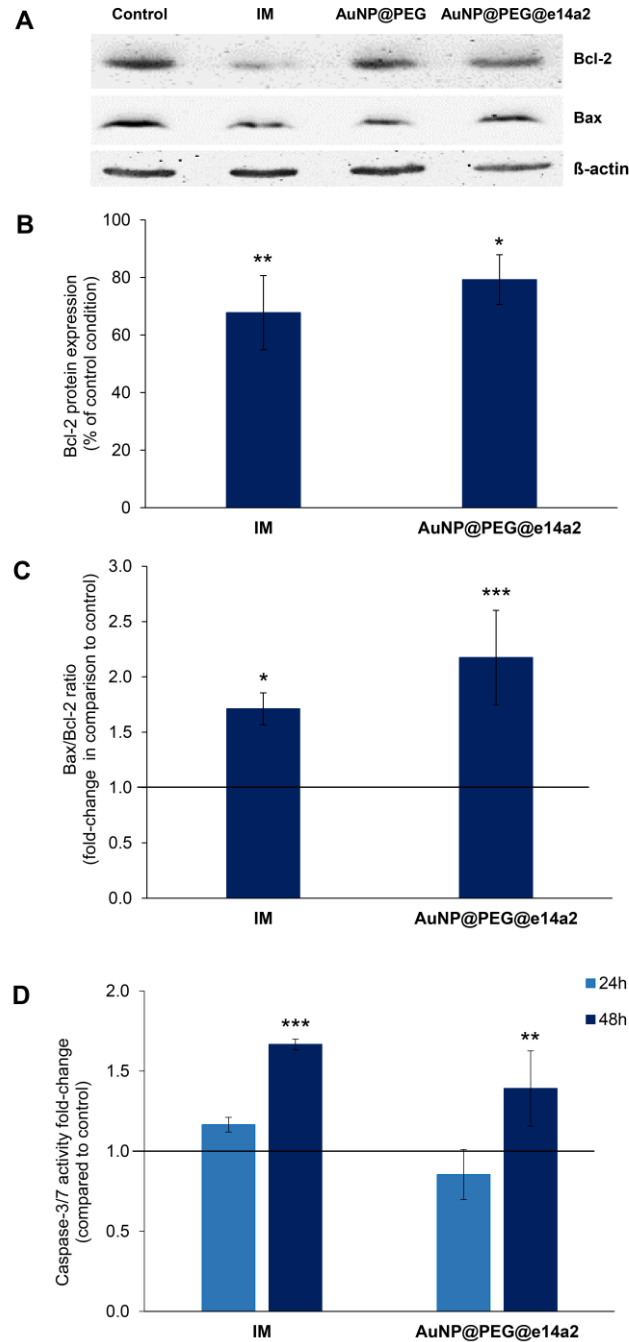 A
Control IM AuNP@PEG AuNP@PEG@e14a2
Bcl-2
Bax
ß-actin
B
Bcl-2 protein expression
(% of control condition)
100
80
60
40
20
0
**
*
IM AuNP@PEG@e14a2
C
Bax/Bcl-2 ratio
(fold-change in comparison to control)
3.0
2.5
2.0
1.5
1.0
0.5
0.0
*
***
IM AuNP@PEG@e14a2
D
Caspase-3/7 activity fold-change
(compared to control)
2.0
1.5
1.0
0.5
0.0
***
**
24h
48h
IM AuNP@PEG@e14a2